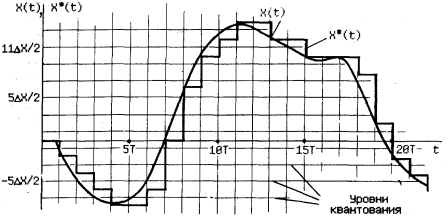 X(t), X*(t)
X(t)
X*(t)
11ΔX/2
5ΔX/2
5T
10T
15T
20T
t
-5ΔX/2
Уровни
квантования